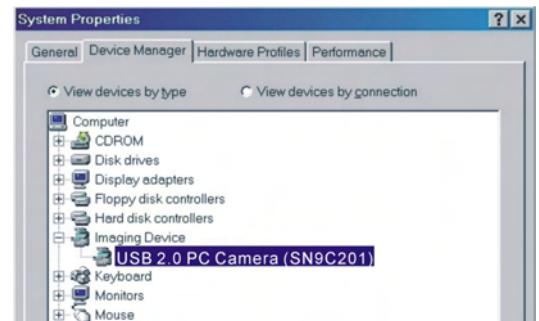 System Properties
General Device Manager Hardware Profiles Performance
View devices by type View devices by connection
Computer
CDROM
Disk drives
Display adapters
Floppy disk controllers
Hard disk controllers
Imaging Device
USB 2.0 PC Camera (SN9C201)
Keyboard
Monitors
Mouse